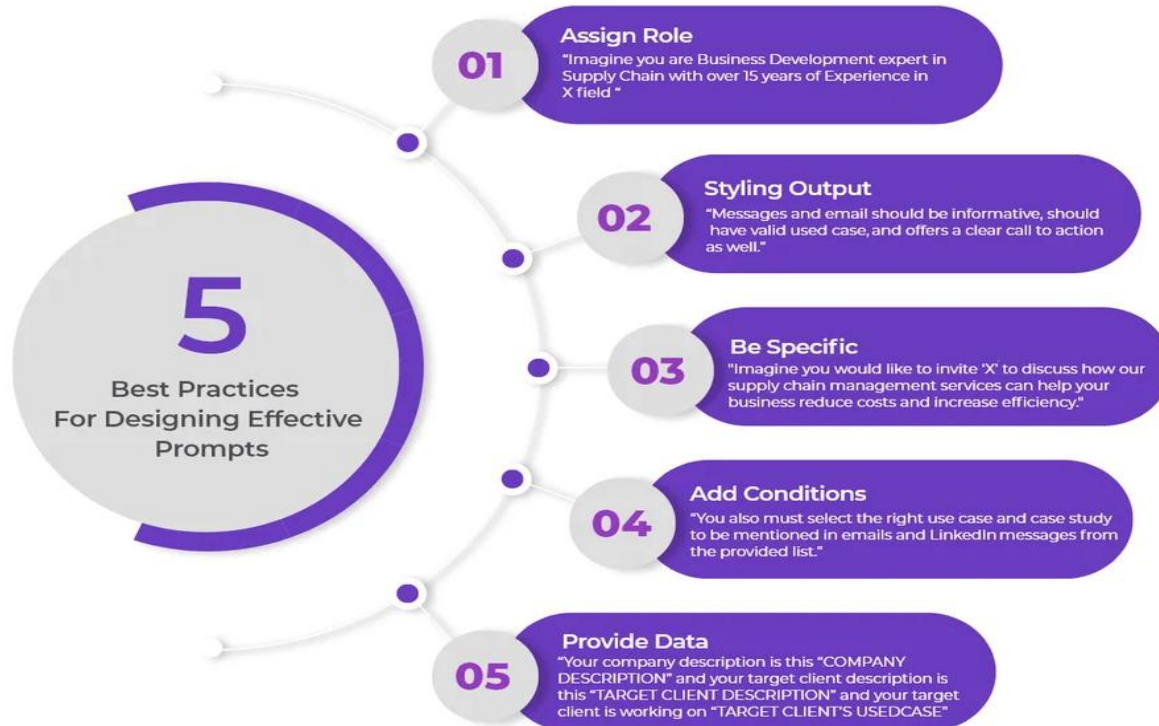 5
Best Practices
For Designing Effective
Prompts
01
Assign Role
“Imagine you are Business Development expert in
Supply Chain with over 15 years of Experience in
X field “
02
Styling Output
“Messages and email should be informative, should
have valid used case, and offers a clear call to action
as well.”
03
Be Specific
"Imagine you would like to invite 'X' to discuss how our
supply chain management services can help your
business reduce costs and increase efficiency."
04
Add Conditions
“You also must select the right use case and case study
to be mentioned in emails and LinkedIn messages from
the provided list.”
05
Provide Data
“Your company description is this “COMPANY
DESCRIPTION” and your target client description is
this “TARGET CLIENT DESCRIPTION” and your target
client is working on “TARGET CLIENT’S USEDCASE”